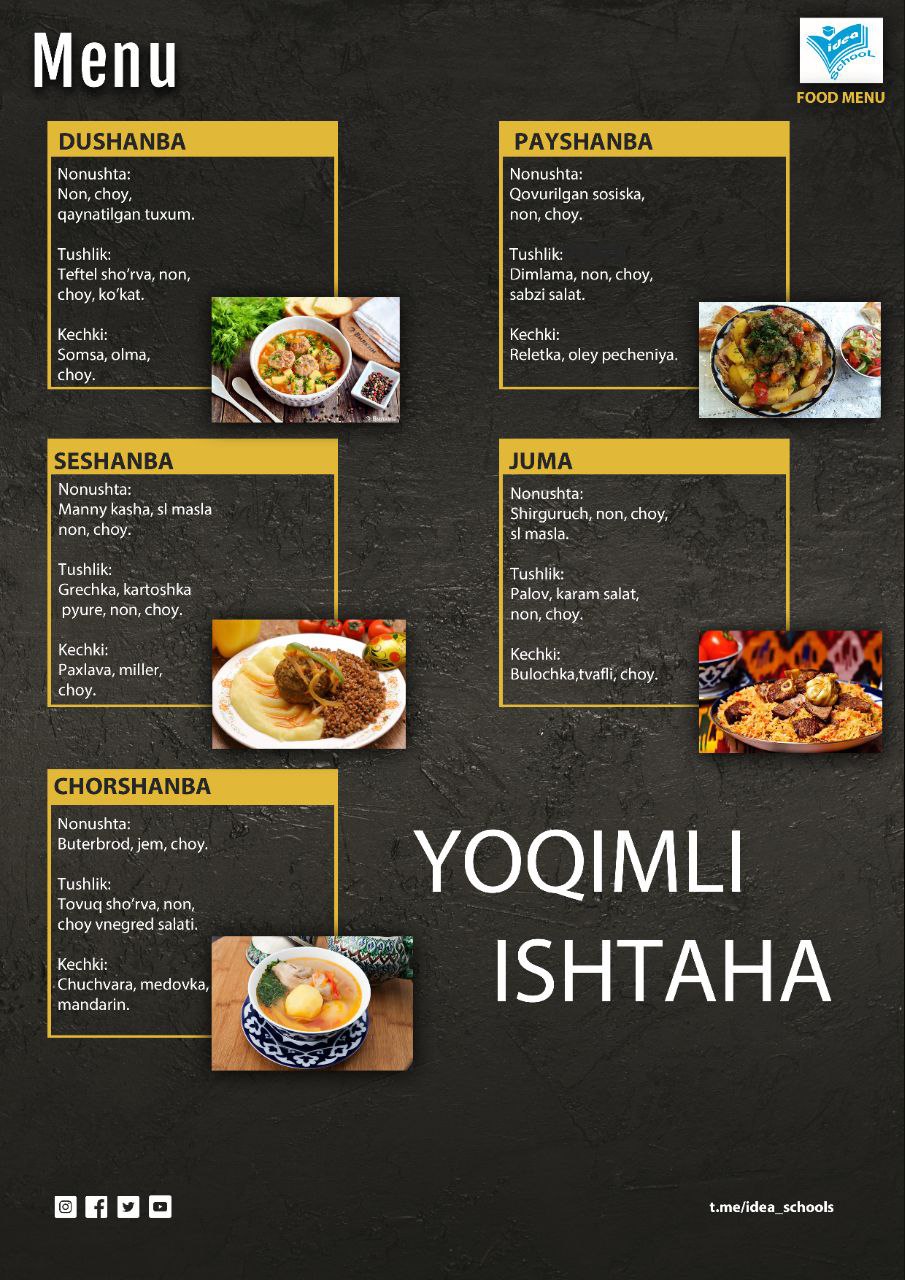 Menu
idea
SCHOOL
FOOD MENU
DUSHANBA
Nonushta:
Non, choy,
qaynatilgan tuxum.
Tushlik:
Teftel sho’rva, non,
choy, ko’kat.
Kechki:
Somsa, olma,
choy.
SESHANBA
Nonushta:
Manny kasha, sl masla
non, choy.
Tushlik:
Grechka, kartoshka
pyure, non, choy.
Kechki:
Paxlava, miller,
choy.
CHORSHANBA
Nonushta:
Buterbrod, jem, choy.
Tushlik:
Tovuq sho’rva, non,
choy vnegred salati.
Kechki:
Chuchvara, medovka,
mandarin.
PAYSHANBA
Nonushta:
Qovurilgan sosiska,
non, choy.
Tushlik:
Dimlama, non, choy,
sabzi salat.
Kechki:
Reletka, oley pecheniya.
JUMA
Nonushta:
Shirguruch, non, choy,
sl masla.
Tushlik:
Palov, karam salat,
non, choy.
Kechki:
Bulochka,tvafli, choy.
YOQIMLI
ISHTAHA
t.me/idea_schools